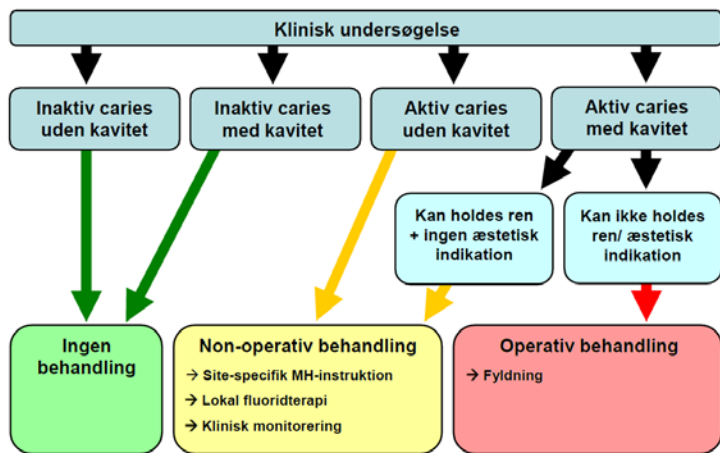 Klinisk undersøgelse
Inaktiv caries
uden kavitet
Inaktiv caries
med kavitet
Aktiv caries
uden kavitet
Aktiv caries
med kavitet
Kan holdes ren
+ ingen æstetisk
indikation
Kan ikke holdes
ren/ æstetisk
indikation
Ingen
behandling
Non-operativ behandling
→ Site-specifik MH-instruktion
→ Lokal fluoridterapi
→ Klinisk monitorering
Operativ behandling
→ Fyldning